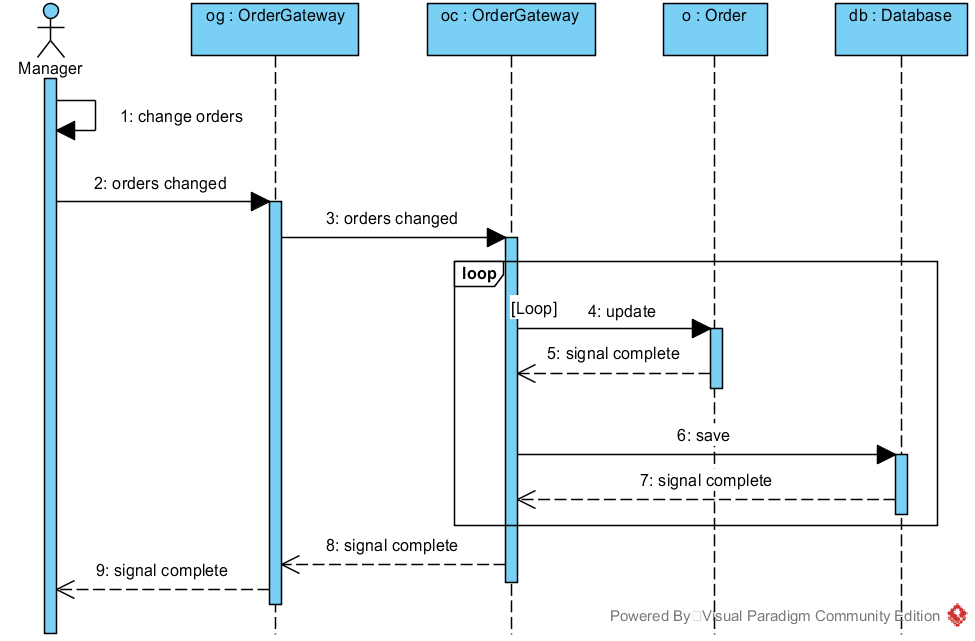 og : OrderGateway
oc : OrderGateway
o : Order
db : Database
Manager
1: change orders
2: orders changed
3: orders changed
loop
[Loop]
4: update
5: signal complete
6: save
7: signal complete
8: signal complete
9: signal complete
Powered By Visual Paradigm Community Edition